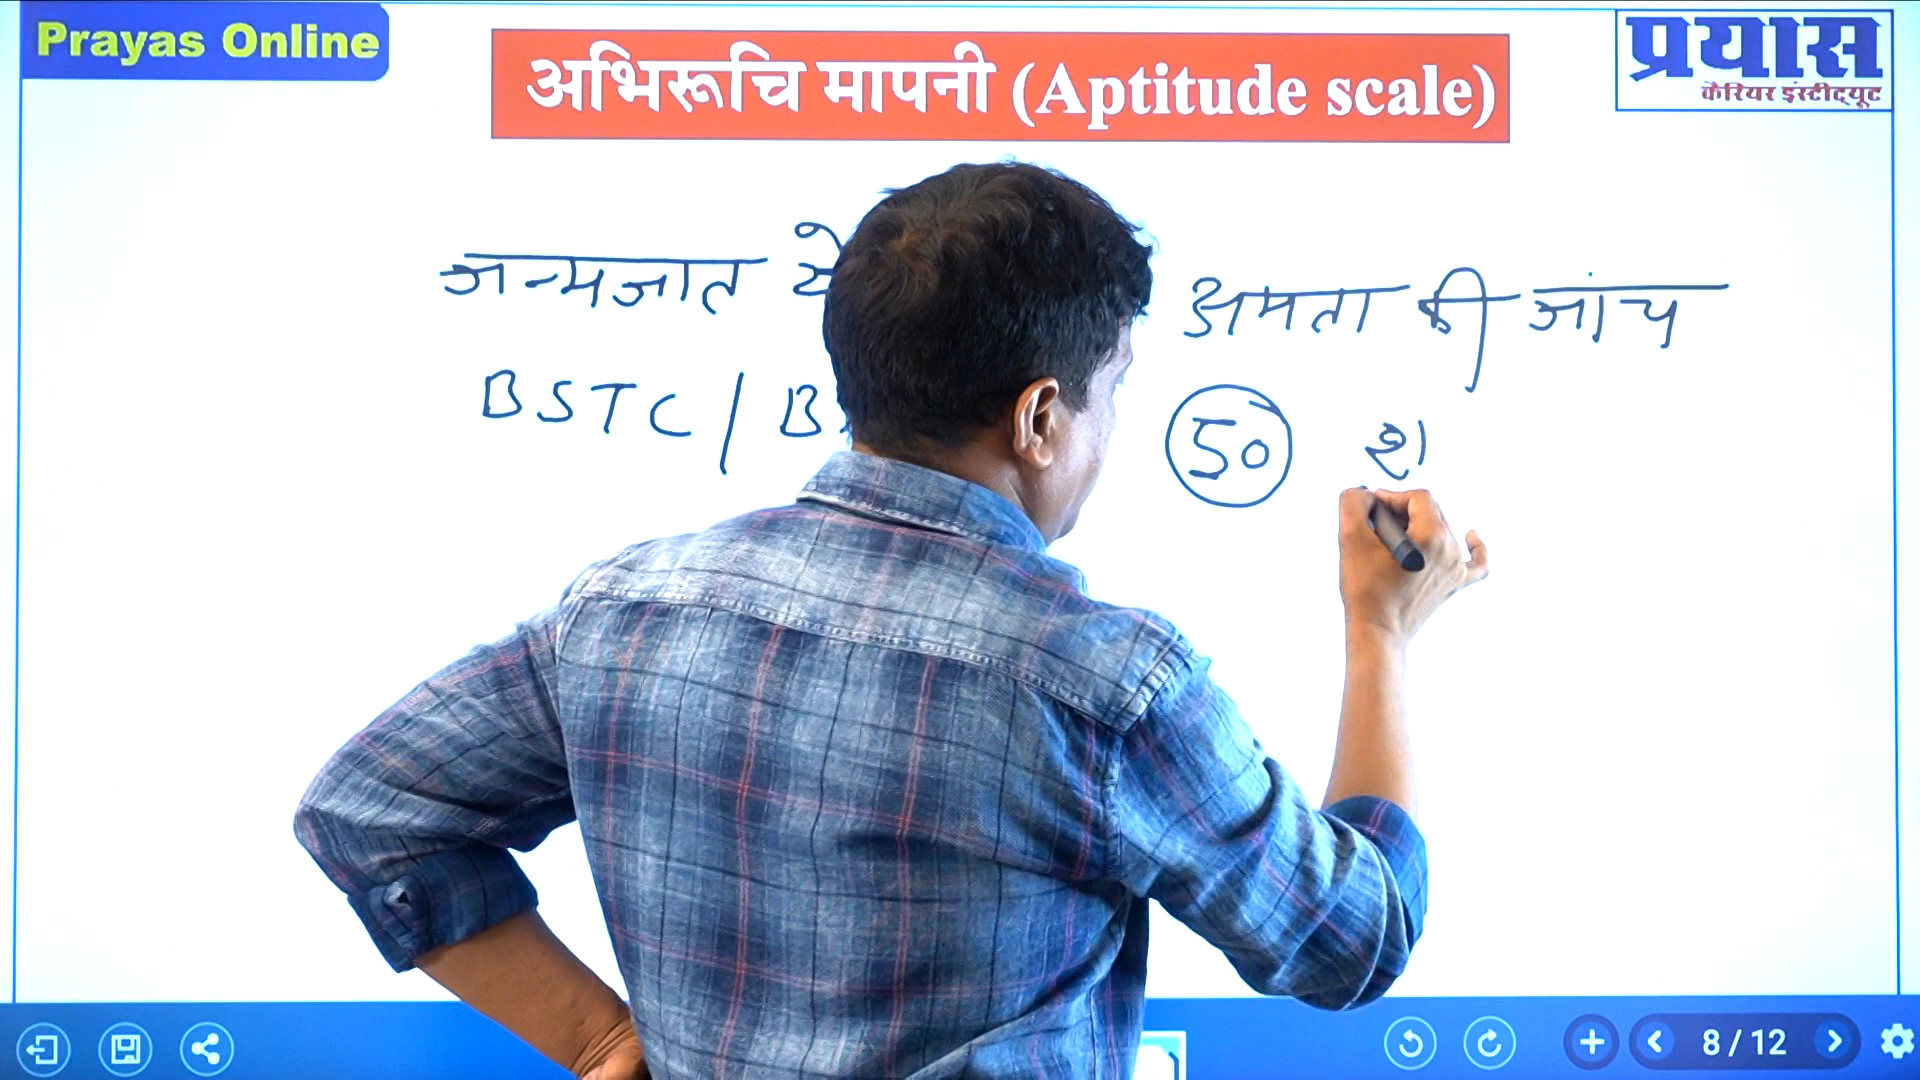 Prayas Online
अभिरूचि मापनी (Aptitude scale)
प्रयास
कैरियर इंस्टीट्यूट
जन्मजात क्षमता की जांच
BSTC / B
50 श
8 / 12